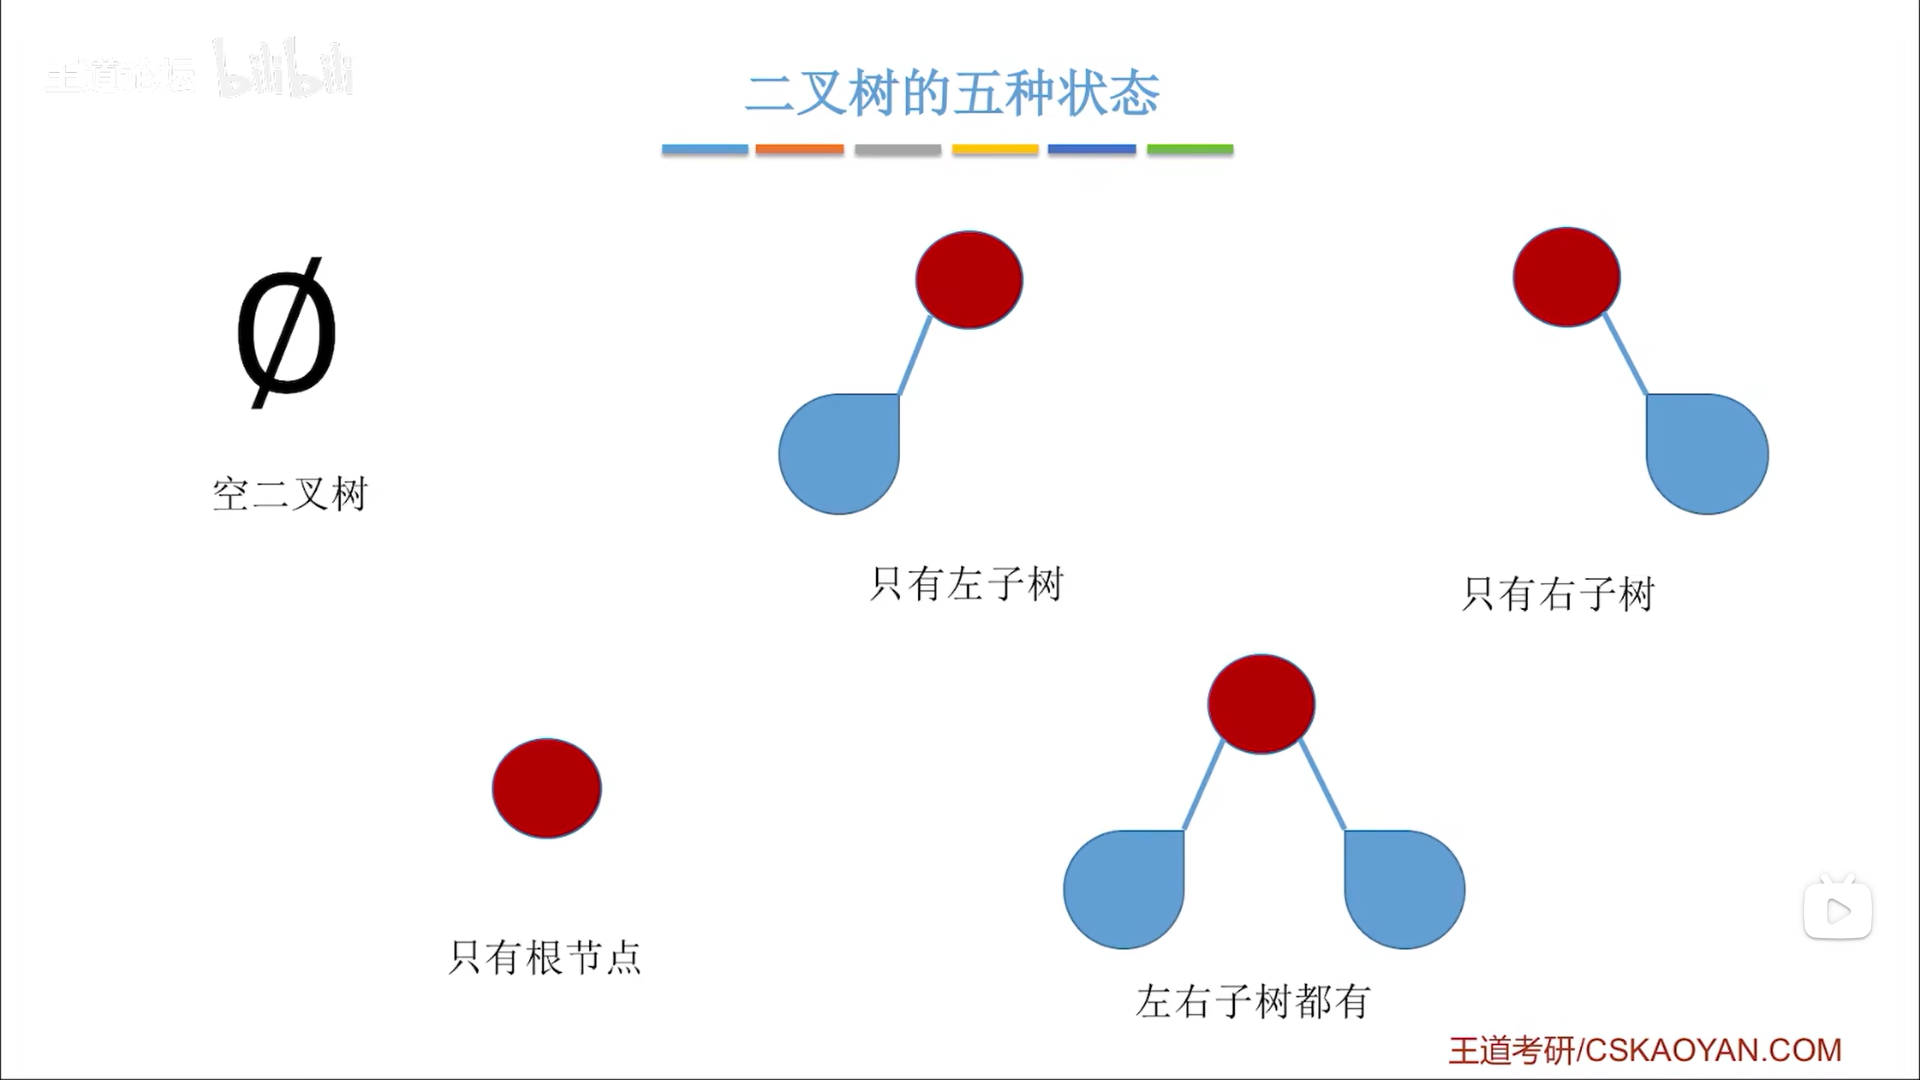 王道论坛 bilibili
二叉树的五种状态
Ø
空二叉树
只有左子树
只有右子树
只有根节点
左右子树都有
王道考研/CSKAOYAN.COM